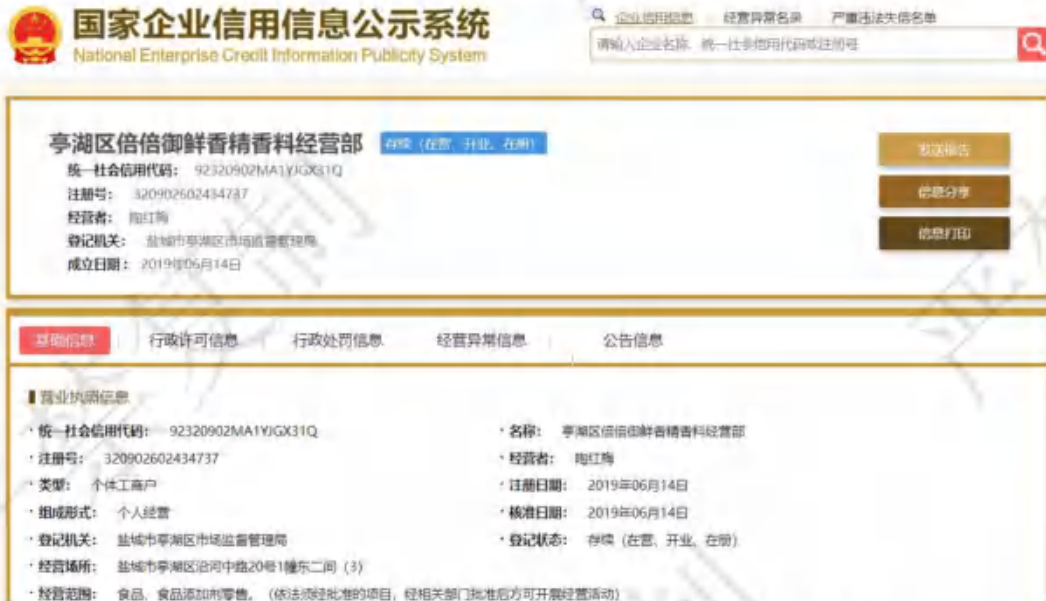 国家企业信用信息公示系统
National Enterprise Credit Information Publicity System
企业信用信息 经营异常名录 严重违法失信名单
请输入企业名称、统一社会信用代码或注册号
亭湖区倍倍御鲜香精香料经营部 存续（在营、开业、在册）
统一社会信用代码： 92320902MA1YJGX31Q
注册号： 320902602434737
经营者： 陶红梅
登记机关： 盐城市亭湖区市场监督管理局
成立日期： 2019年06月14日
发送报告
信息分享
信息打印
基础信息 行政许可信息 行政处罚信息 经营异常信息 公告信息
营业执照信息
·统一社会信用代码： 92320902MA1YJGX31Q ·名称： 亭湖区倍倍御鲜香精香料经营部
·注册号： 320902602434737 ·经营者： 陶红梅
·类型： 个体工商户 ·注册日期： 2019年06月14日
·组成形式： 个人经营 ·核准日期： 2019年06月14日
·登记机关： 盐城市亭湖区市场监督管理局 ·登记状态： 存续（在营、开业、在册）
·经营场所： 盐城市亭湖区沿河中路20号1幢东二间（3）
·经营范围： 食品、食品添加剂零售。（依法须经批准的项目，经相关部门批准后方可开展经营活动）